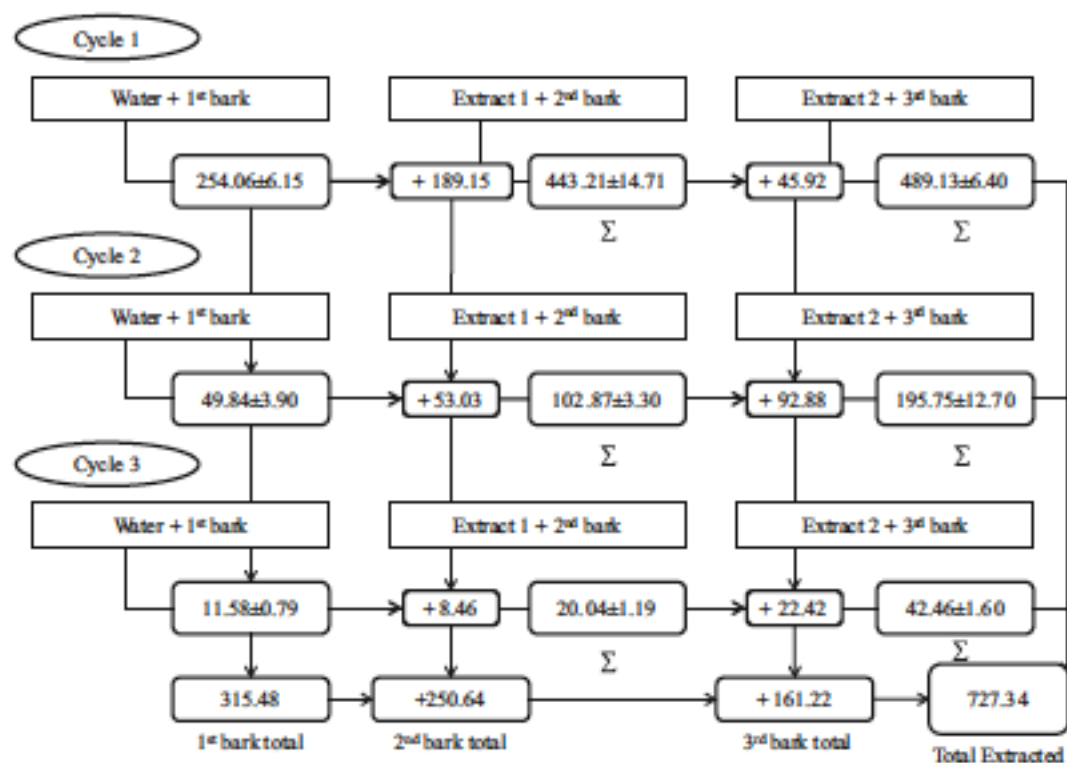 Cycle 1
Water + 1st bark Extract 1 + 2nd bark Extract 2 + 3rd bark
254.06±6.15 + 189.15 443.21±14.71 + 45.92 489.13±6.40
Σ Σ
Cycle 2
Water + 1st bark Extract 1 + 2nd bark Extract 2 + 3rd bark
49.84±3.90 +53.03 102.87±3.30 + 92.88 195.75±12.70
Σ Σ
Cycle 3
Water + 1st bark Extract 1 + 2nd bark Extract 2 + 3rd bark
11.58±0.79 +8.46 20.04±1.19 + 22.42 42.46±1.60
Σ Σ
315.48 +250.64 + 161.22 727.34
1st bark total 2nd bark total 3rd bark total Total Extracted